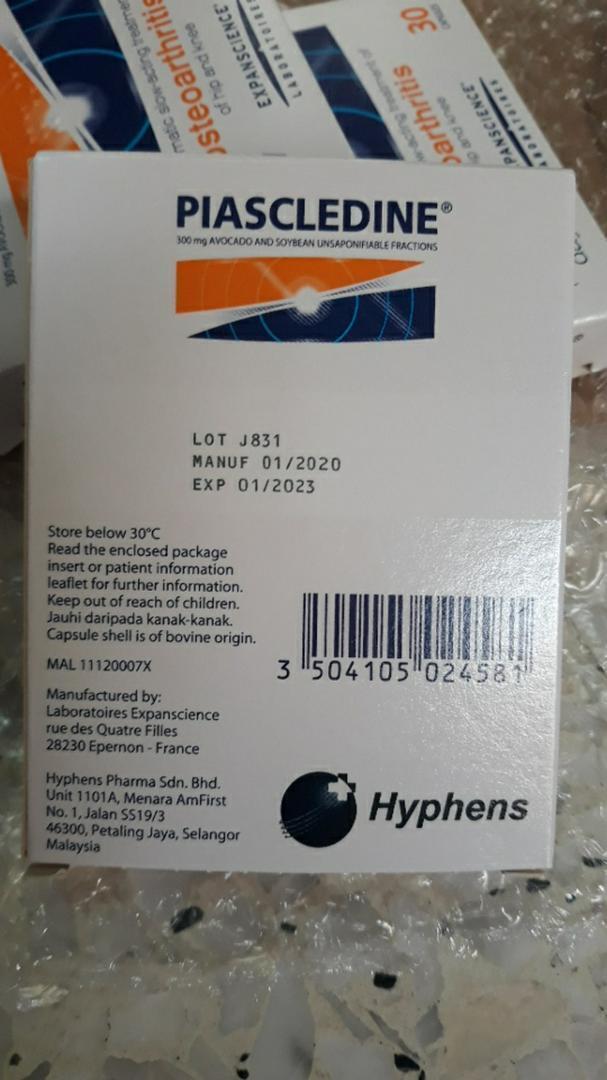 30
osteoarthritis
of hip and knee
EXPANSCIENCE
LABORATOIRES
PIASCLEDINE®
300 mg AVOCADO AND SOYBEAN UNSAPONIFIABLE FRACTIONS
LOT J831
MANUF 01/2020
EXP 01/2023
Store below 30°C
Read the enclosed package
insert or patient information
leaflet for further information.
Keep out of reach of children.
Jauhi daripada kanak-kanak.
Capsule shell is of bovine origin.
MAL 11120007X
3 504105 024581
Manufactured by:
Laboratoires Expanscience
rue des Quatre Filles
28230 Epernon - France
Hyphens Pharma Sdn. Bhd.
Unit 1101A, Menara AmFirst
No. 1, Jalan SS19/3
46300, Petaling Jaya, Selangor
Malaysia
Hyphens